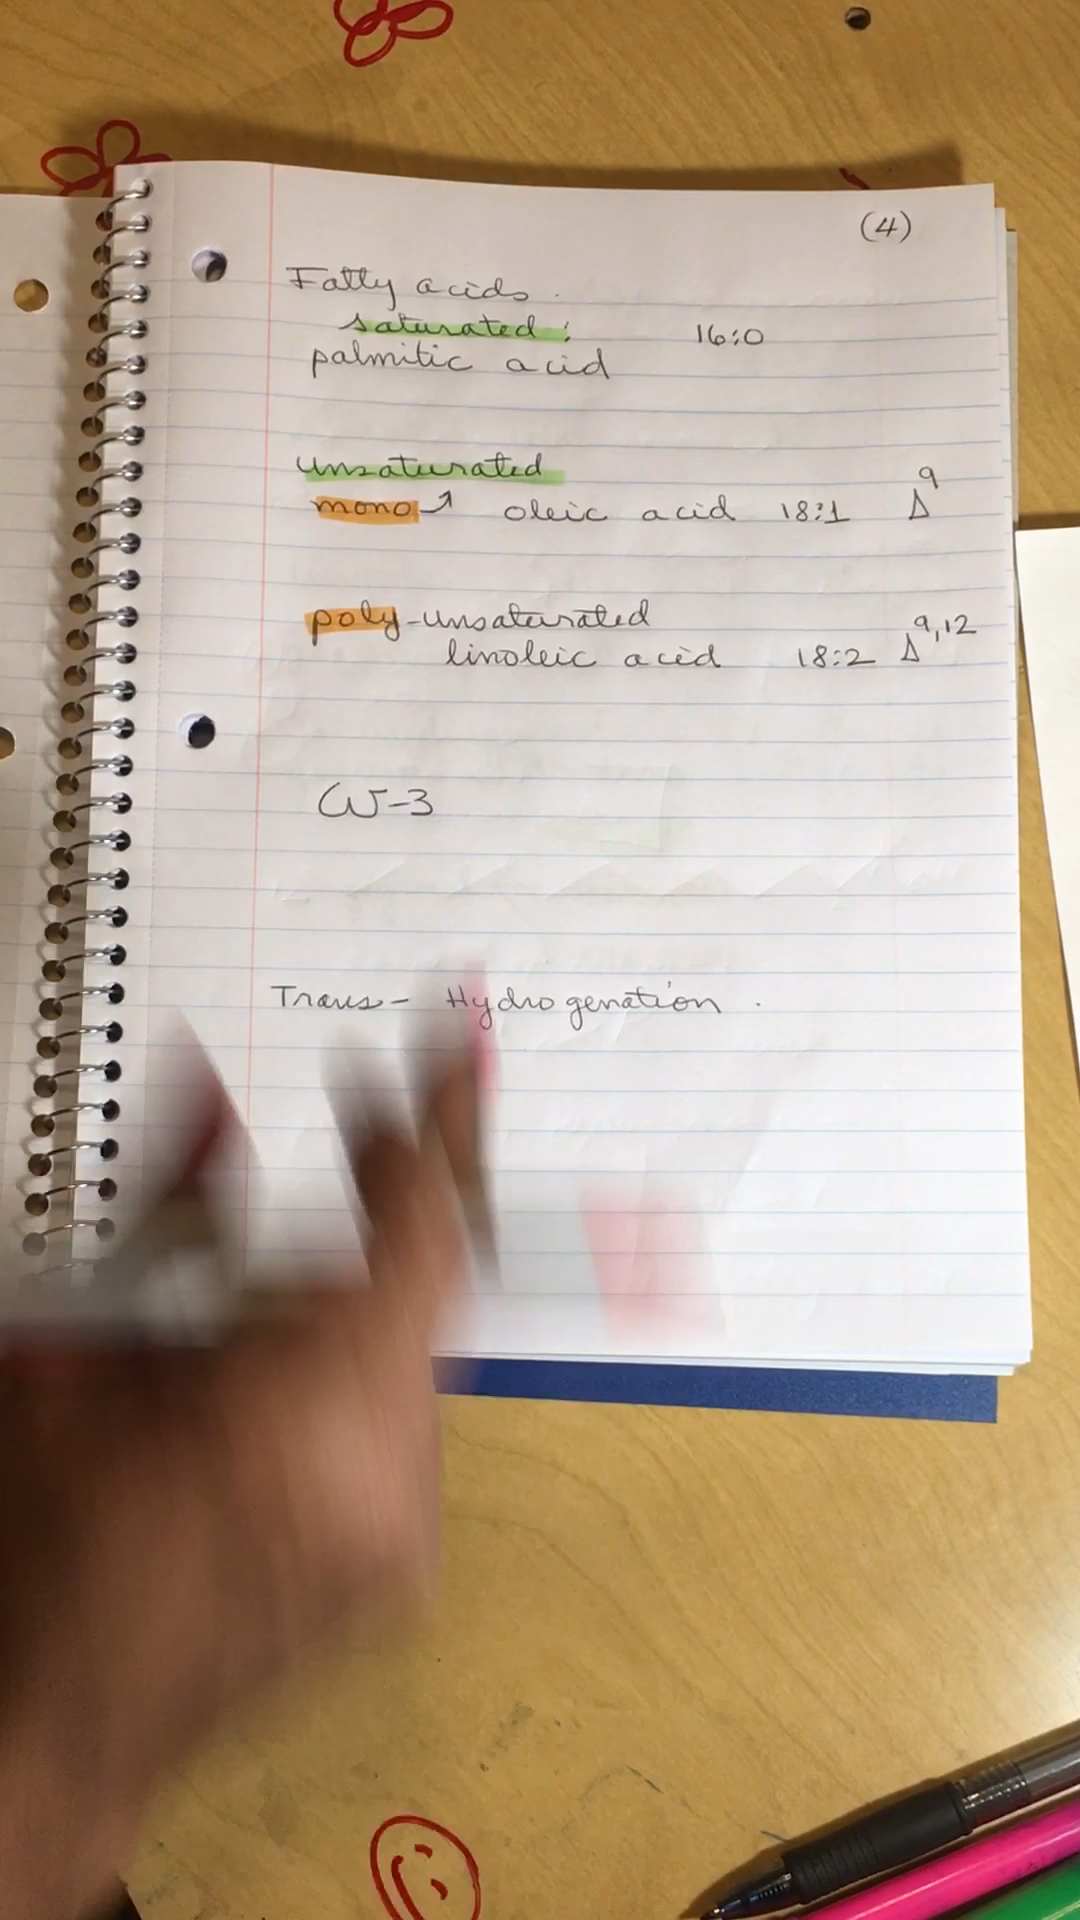 (4)
Fatty acids.
saturated: 16:0
palmitic acid
unsaturated
mono↗ oleic acid 18:1 Δ⁹
poly-unsaturated
linoleic acid 18:2 Δ⁹,¹²
ω-3
Trans- Hydrogenation.